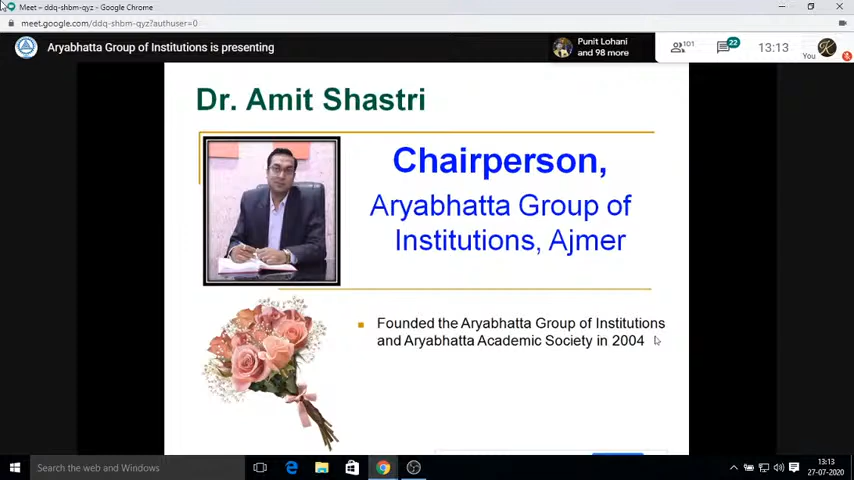 Meet – ddq-shbm-qyz - Google Chrome
meet.google.com/ddq-shbm-qyz?authuser=0
Aryabhatta Group of Institutions is presenting
Punit Lohani
and 98 more
101
22
13:13
You
Dr. Amit Shastri
Chairperson,
Aryabhatta Group of
Institutions, Ajmer
Founded the Aryabhatta Group of Institutions
and Aryabhatta Academic Society in 2004
Search the web and Windows
13:13
27-07-2020